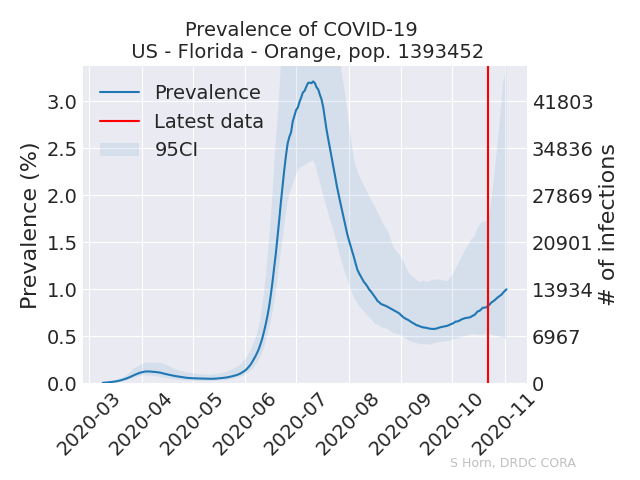 Prevalence of COVID-19
US - Florida - Orange, pop. 1393452
Prevalence
Latest data
95CI
Prevalence (%)
3.0
2.5
2.0
1.5
1.0
0.5
0.0
41803
34836
27869
20901
13934
6967
0
# of infections
2020-03
2020-04
2020-05
2020-06
2020-07
2020-08
2020-09
2020-10
2020-11
S Horn, DRDC CORA